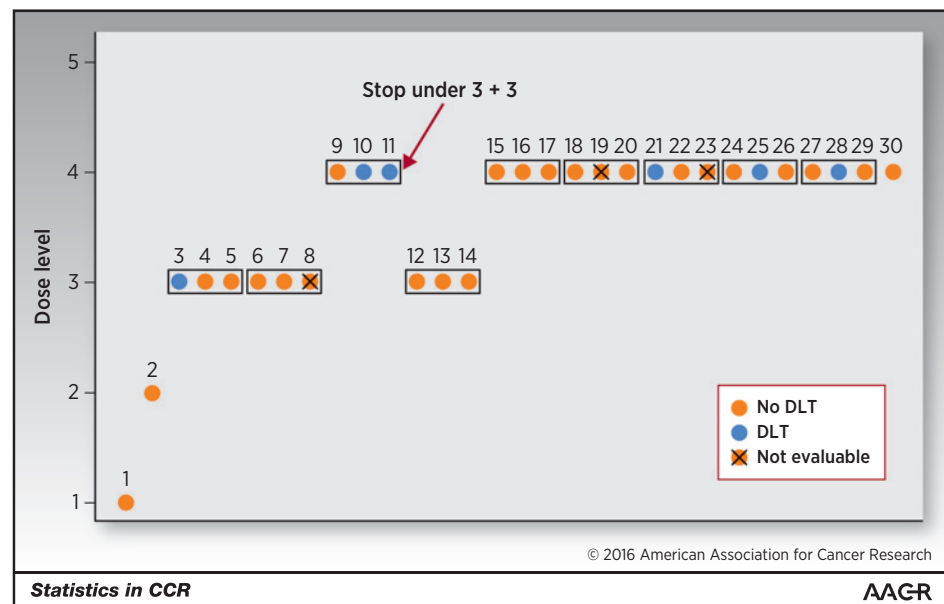 5
Stop under 3 + 3
9 10 11
15 16 17 18 19 20 21 22 23 24 25 26 27 28 29 30
4
3 4 5 6 7 8
12 13 14
3
Dose level
2
2
1
1
No DLT
DLT
Not evaluable
© 2016 American Association for Cancer Research
Statistics in CCR
AACR